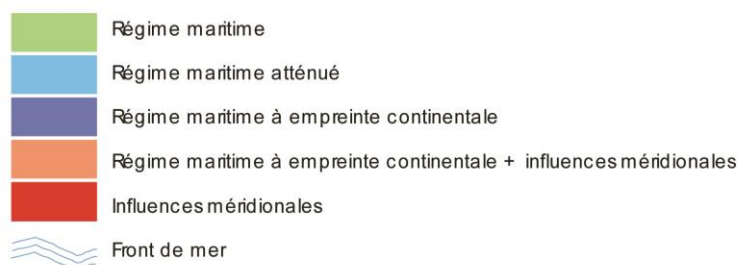 Régime maritime
Régime maritime atténué
Régime maritime à empreinte continentale
Régime maritime à empreinte continentale + influences méridionales
Influences méridionales
Front de mer